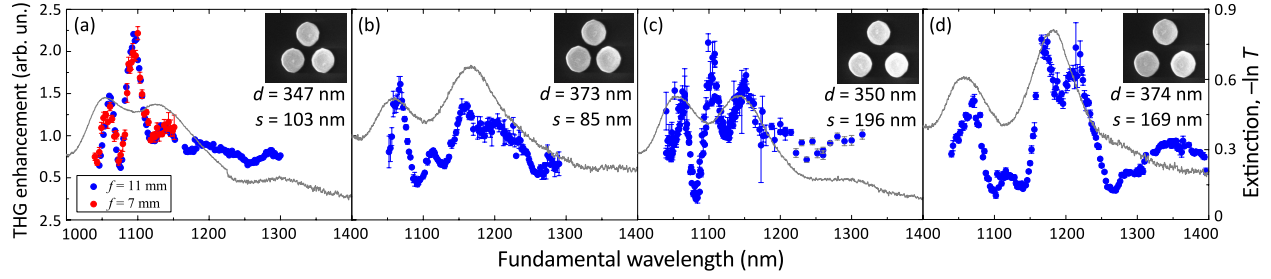 THG enhancement (arb. un.)
2.5
2.0
1.5
1.0
0.5
2.5
(a)
d = 347 nm
s = 103 nm
f = 11 mm
f = 7 mm
(b)
d = 373 nm
s = 85 nm
(c)
d = 350 nm
s = 196 nm
(d)
d = 374 nm
s = 169 nm
0.9
0.6
0.3
0
Extinction, −ln T
1000 1100 1200 1300 1400 1100 1200 1300 1400 1100 1200 1300 1400 1100 1200 1300 1400
Fundamental wavelength (nm)